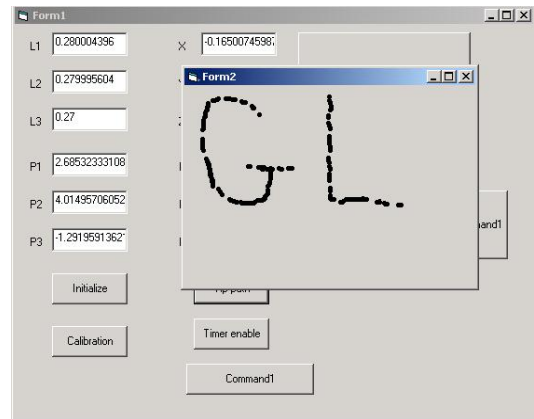 Form1
L1 0.280004396 X -0.16500745987
L2 0.279995604
Form2
L3 0.27
G L
P1 2.68532333108
P2 4.01495706052
P3 -1.2919591362
Initialize
Calibration
Timer enable
Command1